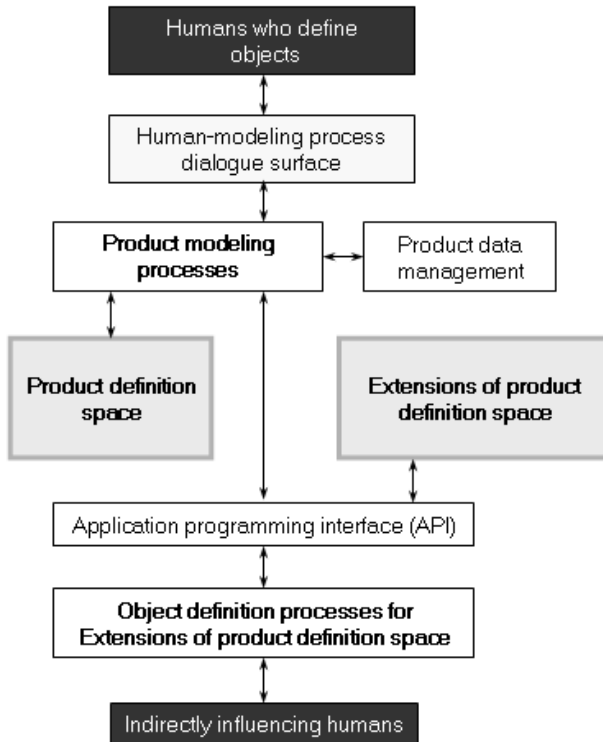 Humans who define
objects
Human-modeling process
dialogue surface
Product modeling
processes
Product data
management
Product definition
space
Extensions of product
definition space
Application programming interface (API)
Object definition processes for
Extensions of product definition space
Indirectly influencing humans